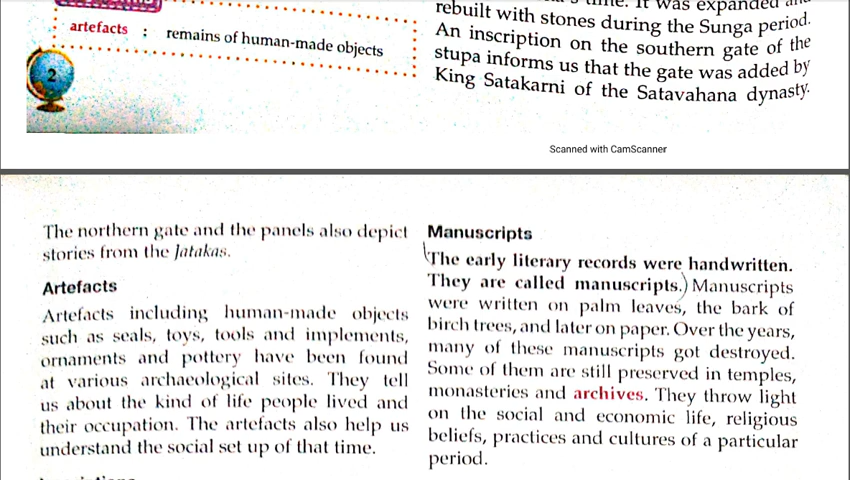 artefacts : remains of human-made objects
2
time. It was expanded and
rebuilt with stones during the Sunga period.
An inscription on the southern gate of the
stupa informs us that the gate was added by
King Satakarni of the Satavahana dynasty.
Scanned with CamScanner
The northern gate and the panels also depict
stories from the Jatakas.
Artefacts
Artefacts including human-made objects
such as seals, toys, tools and implements,
ornaments and pottery have been found
at various archaeological sites. They tell
us about the kind of life people lived and
their occupation. The artefacts also help us
understand the social set up of that time.
Manuscripts
The early literary records were handwritten.
They are called manuscripts.) Manuscripts
were written on palm leaves, the bark of
birch trees, and later on paper. Over the years,
many of these manuscripts got destroyed.
Some of them are still preserved in temples,
monasteries and archives. They throw light
on the social and economic life, religious
beliefs, practices and cultures of a particular
period.